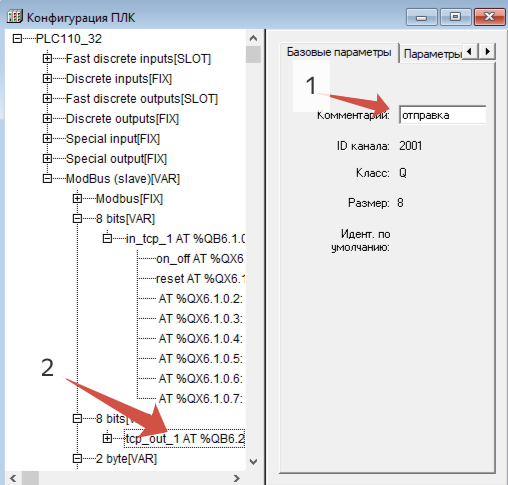 Конфигурация ПЛК
PLC110_32
Fast discrete inputs[SLOT]
Discrete inputs[FIX]
Fast discrete outputs[SLOT]
Discrete outputs[FIX]
Special input[FIX]
Special output[FIX]
ModBus (slave)[VAR]
Modbus[FIX]
8 bits[VAR]
in_tcp_1 AT %QB6.1.0
on_off AT %QX6
reset AT %QX6.1
AT %QX6.1.0.2:
AT %QX6.1.0.3:
AT %QX6.1.0.4:
AT %QX6.1.0.5:
AT %QX6.1.0.6:
AT %QX6.1.0.7:
2
8 bits[VAR]
tcp_out_1 AT %QB6.2
2 byte[VAR]
Базовые параметры
Параметры
1
Комментарий: отправка
ID канала: 2001
Класс: Q
Размер: 8
Идент. по
умолчанию: